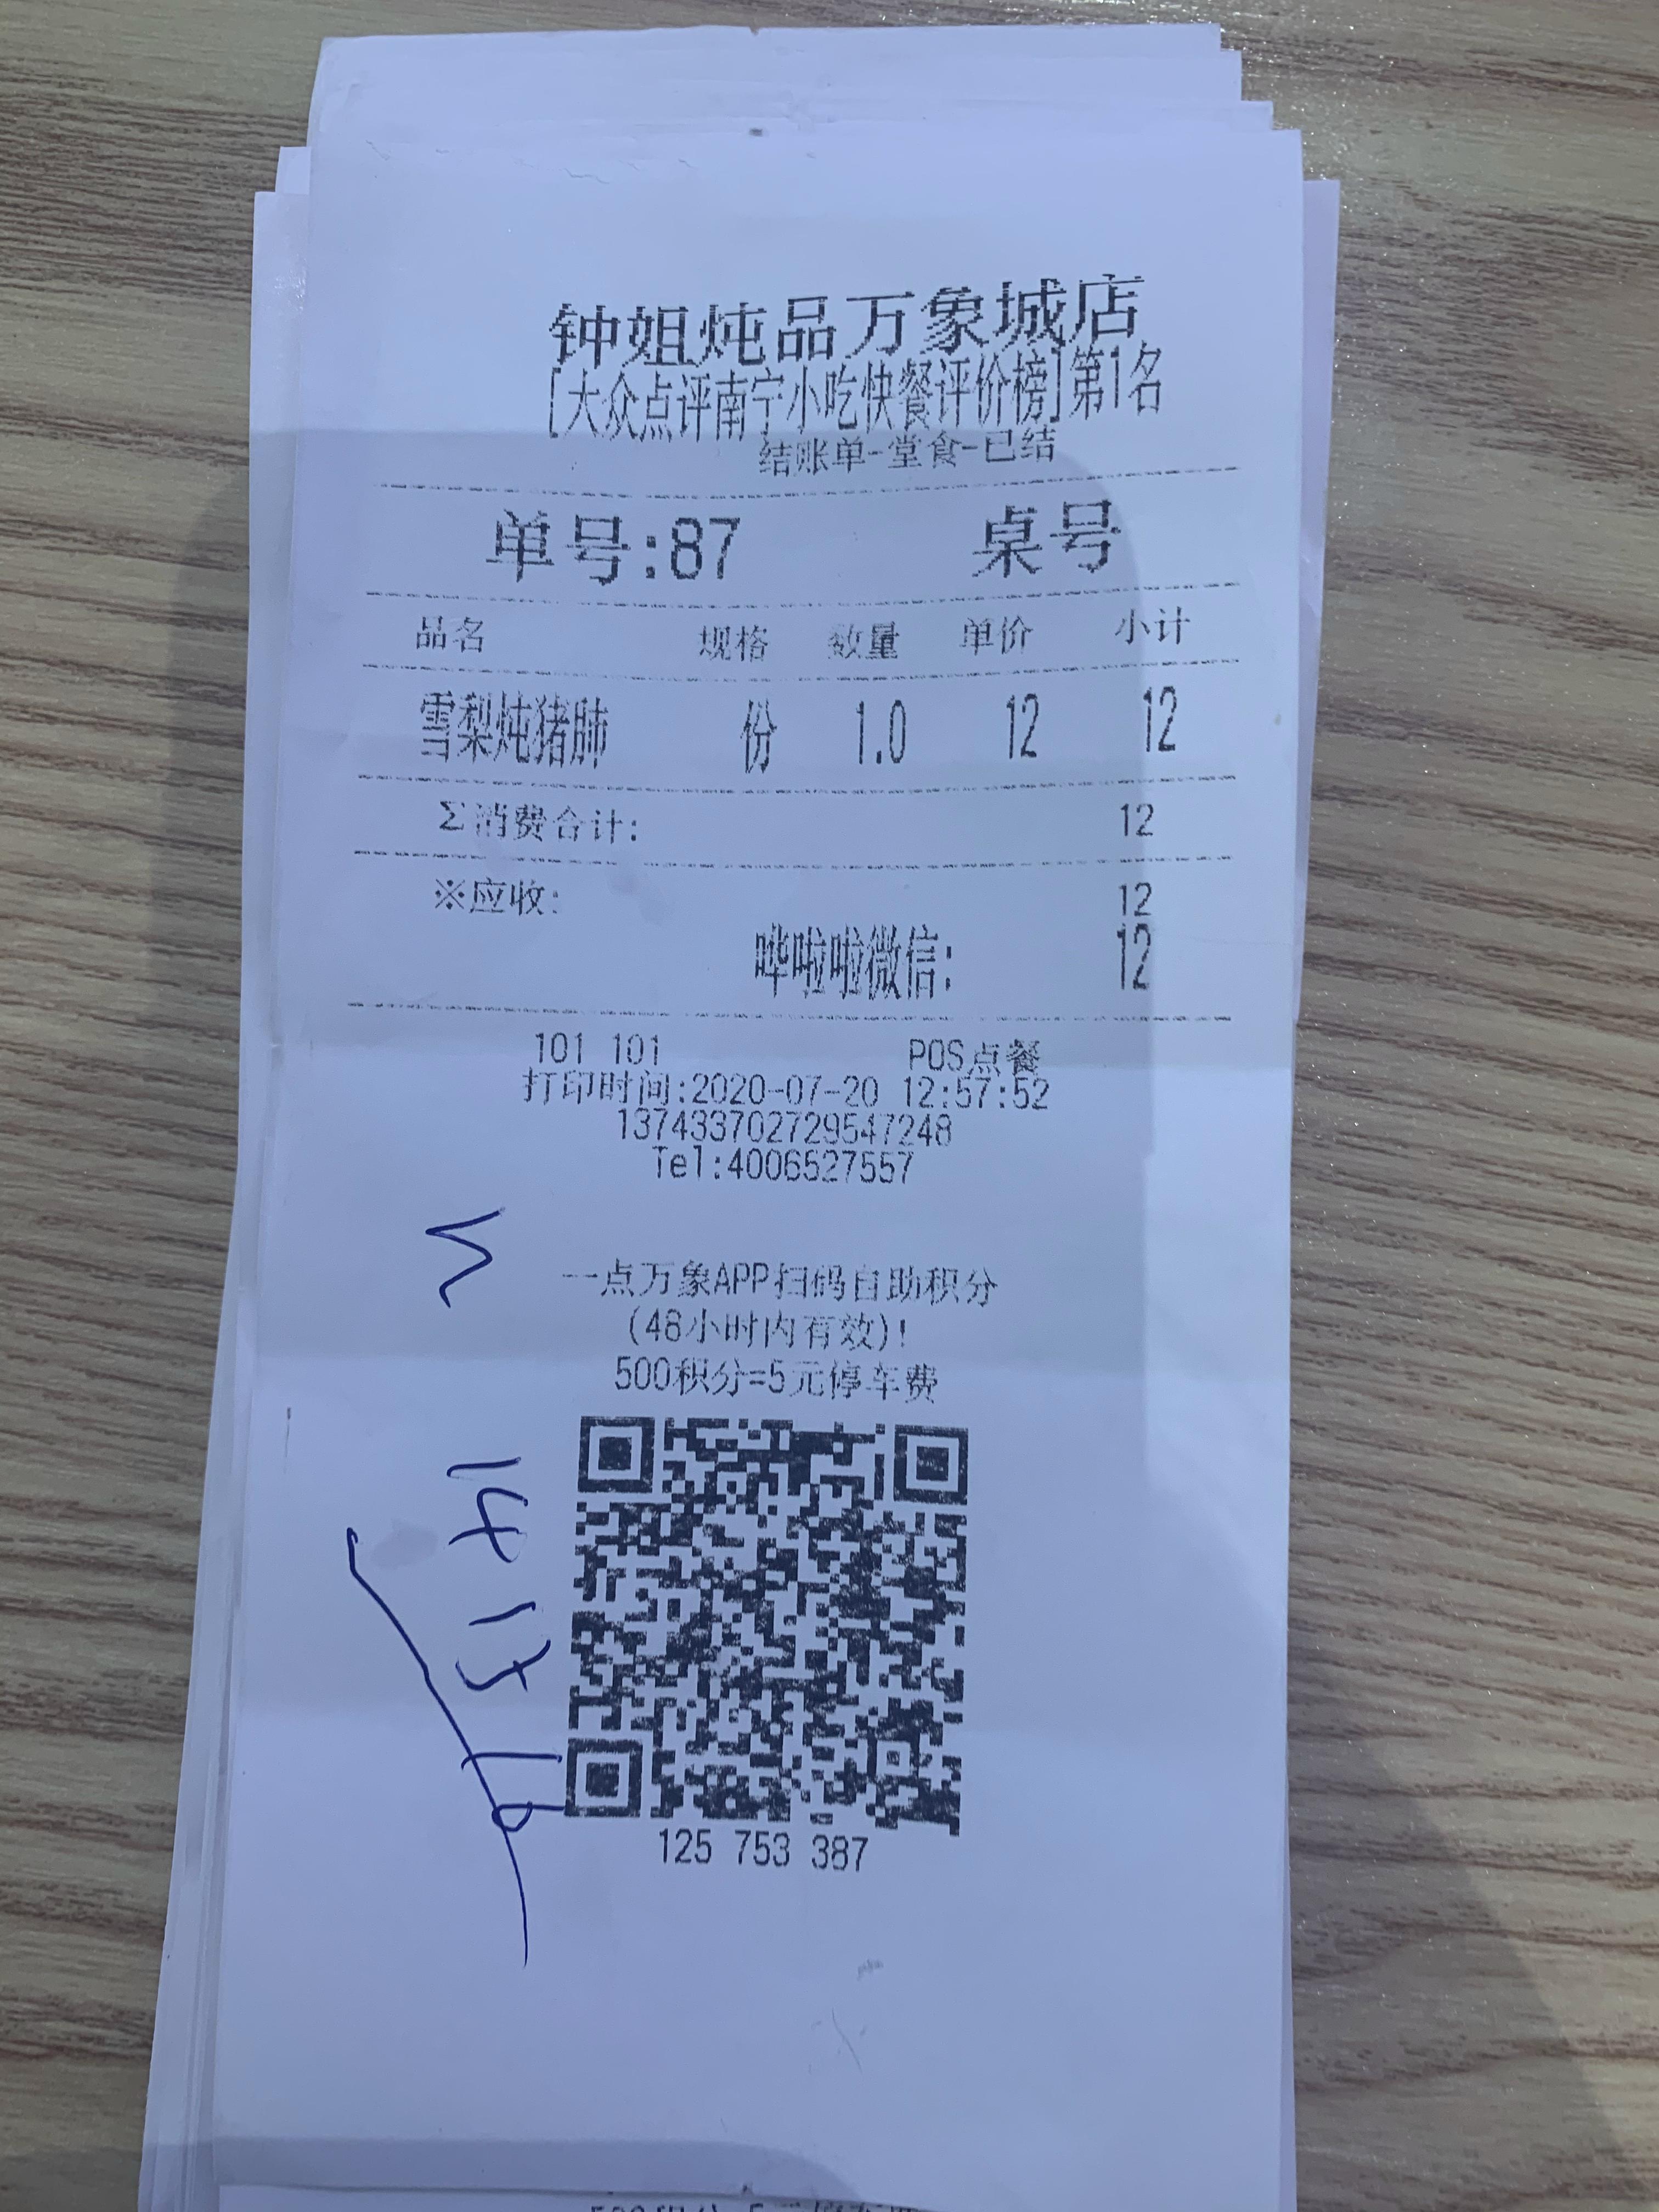 钟姐炖品万象城店
[大众点评南宁小吃快餐评价榜]第1名
结账单-堂食-已结
单号:87 桌号
品名 规格 数量 单价 小计
雪梨炖猪肺 份 1.0 12 12
Σ消费合计: 12
※应收: 12
哗啦啦微信: 12
101 101 POS点餐
打印时间:2020-07-20 12:57:52
137433702729547248
Tel:4006527557
一点万象APP扫码自助积分
(48小时内有效)!
500积分=5元停车费
14 15
125 753 387